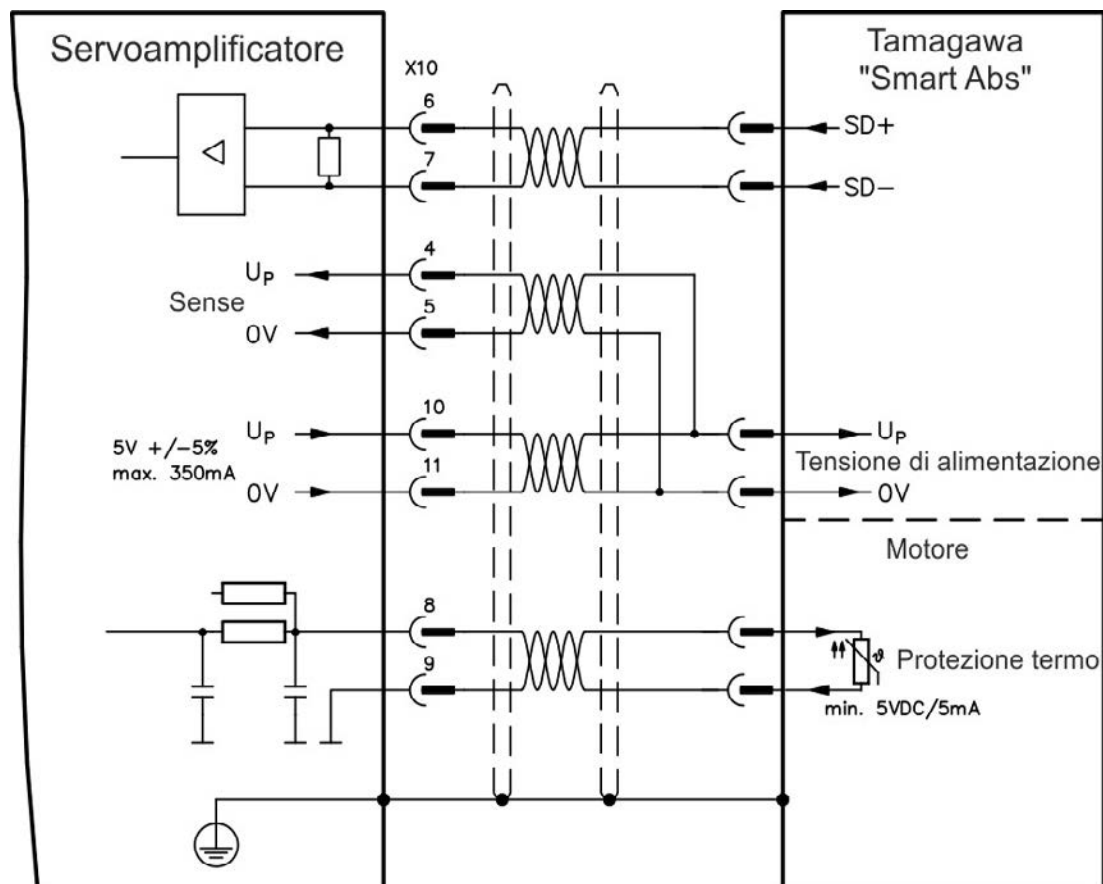 Servoamplificatore
Tamagawa
"Smart Abs"
X10
6
SD+
7
SD-
4
UP
Sense
5
0V
10
UP
UP
5V +/-5%
max. 350mA
Tensione di alimentazione
11
0V
0V
Motore
8
ϑ
Protezione termo
9
min. 5VDC/5mA